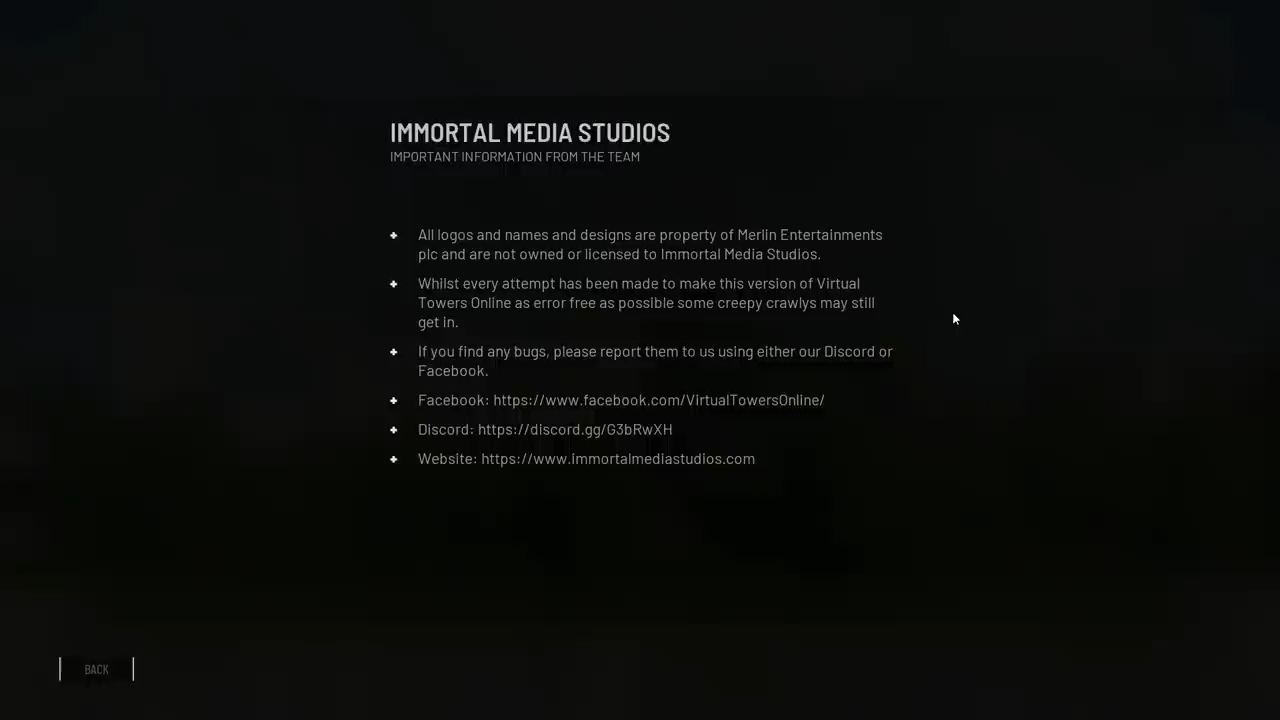 IMMORTAL MEDIA STUDIOS
IMPORTANT INFORMATION FROM THE TEAM
All logos and names and designs are property of Merlin Entertainments
plc and are not owned or licensed to Immortal Media Studios.
Whilst every attempt has been made to make this version of Virtual
Towers Online as error free as possible some creepy crawlys may still
get in.
If you find any bugs, please report them to us using either our Discord or
Facebook.
Facebook: https://www.facebook.com/VirtualTowersOnline/
Discord: https://discord.gg/G3bRwXH
Website: https://www.immortalmediastudios.com
BACK